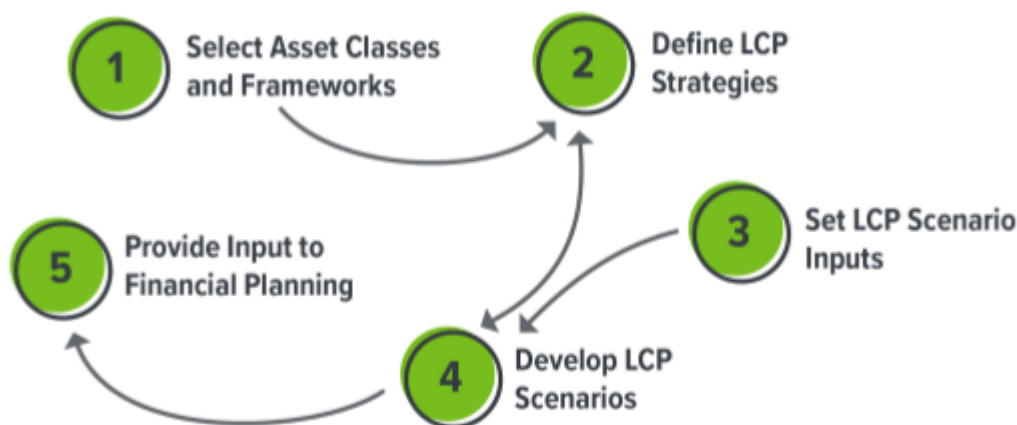 1
Select Asset Classes
and Frameworks
2
Define LCP
Strategies
3
Set LCP Scenario
Inputs
4
Develop LCP
Scenarios
5
Provide Input to
Financial Planning